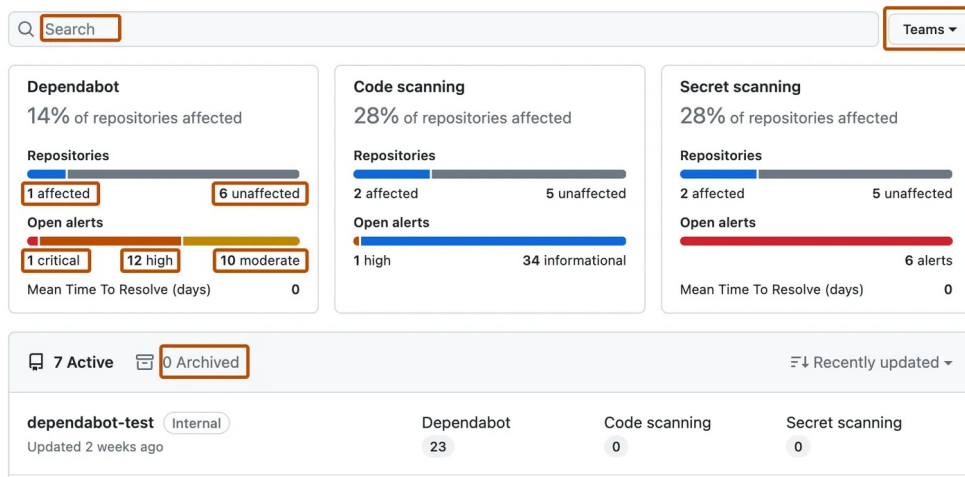 Search
Teams
Dependabot
14% of repositories affected
Repositories
1 affected 6 unaffected
Open alerts
1 critical 12 high 10 moderate
Mean Time To Resolve (days) 0
Code scanning
28% of repositories affected
Repositories
2 affected 5 unaffected
Open alerts
1 high 34 informational
Secret scanning
28% of repositories affected
Repositories
2 affected 5 unaffected
Open alerts
6 alerts
Mean Time To Resolve (days) 0
7 Active 0 Archived Recently updated
dependabot-test Internal Dependabot Code scanning Secret scanning
Updated 2 weeks ago 23 0 0